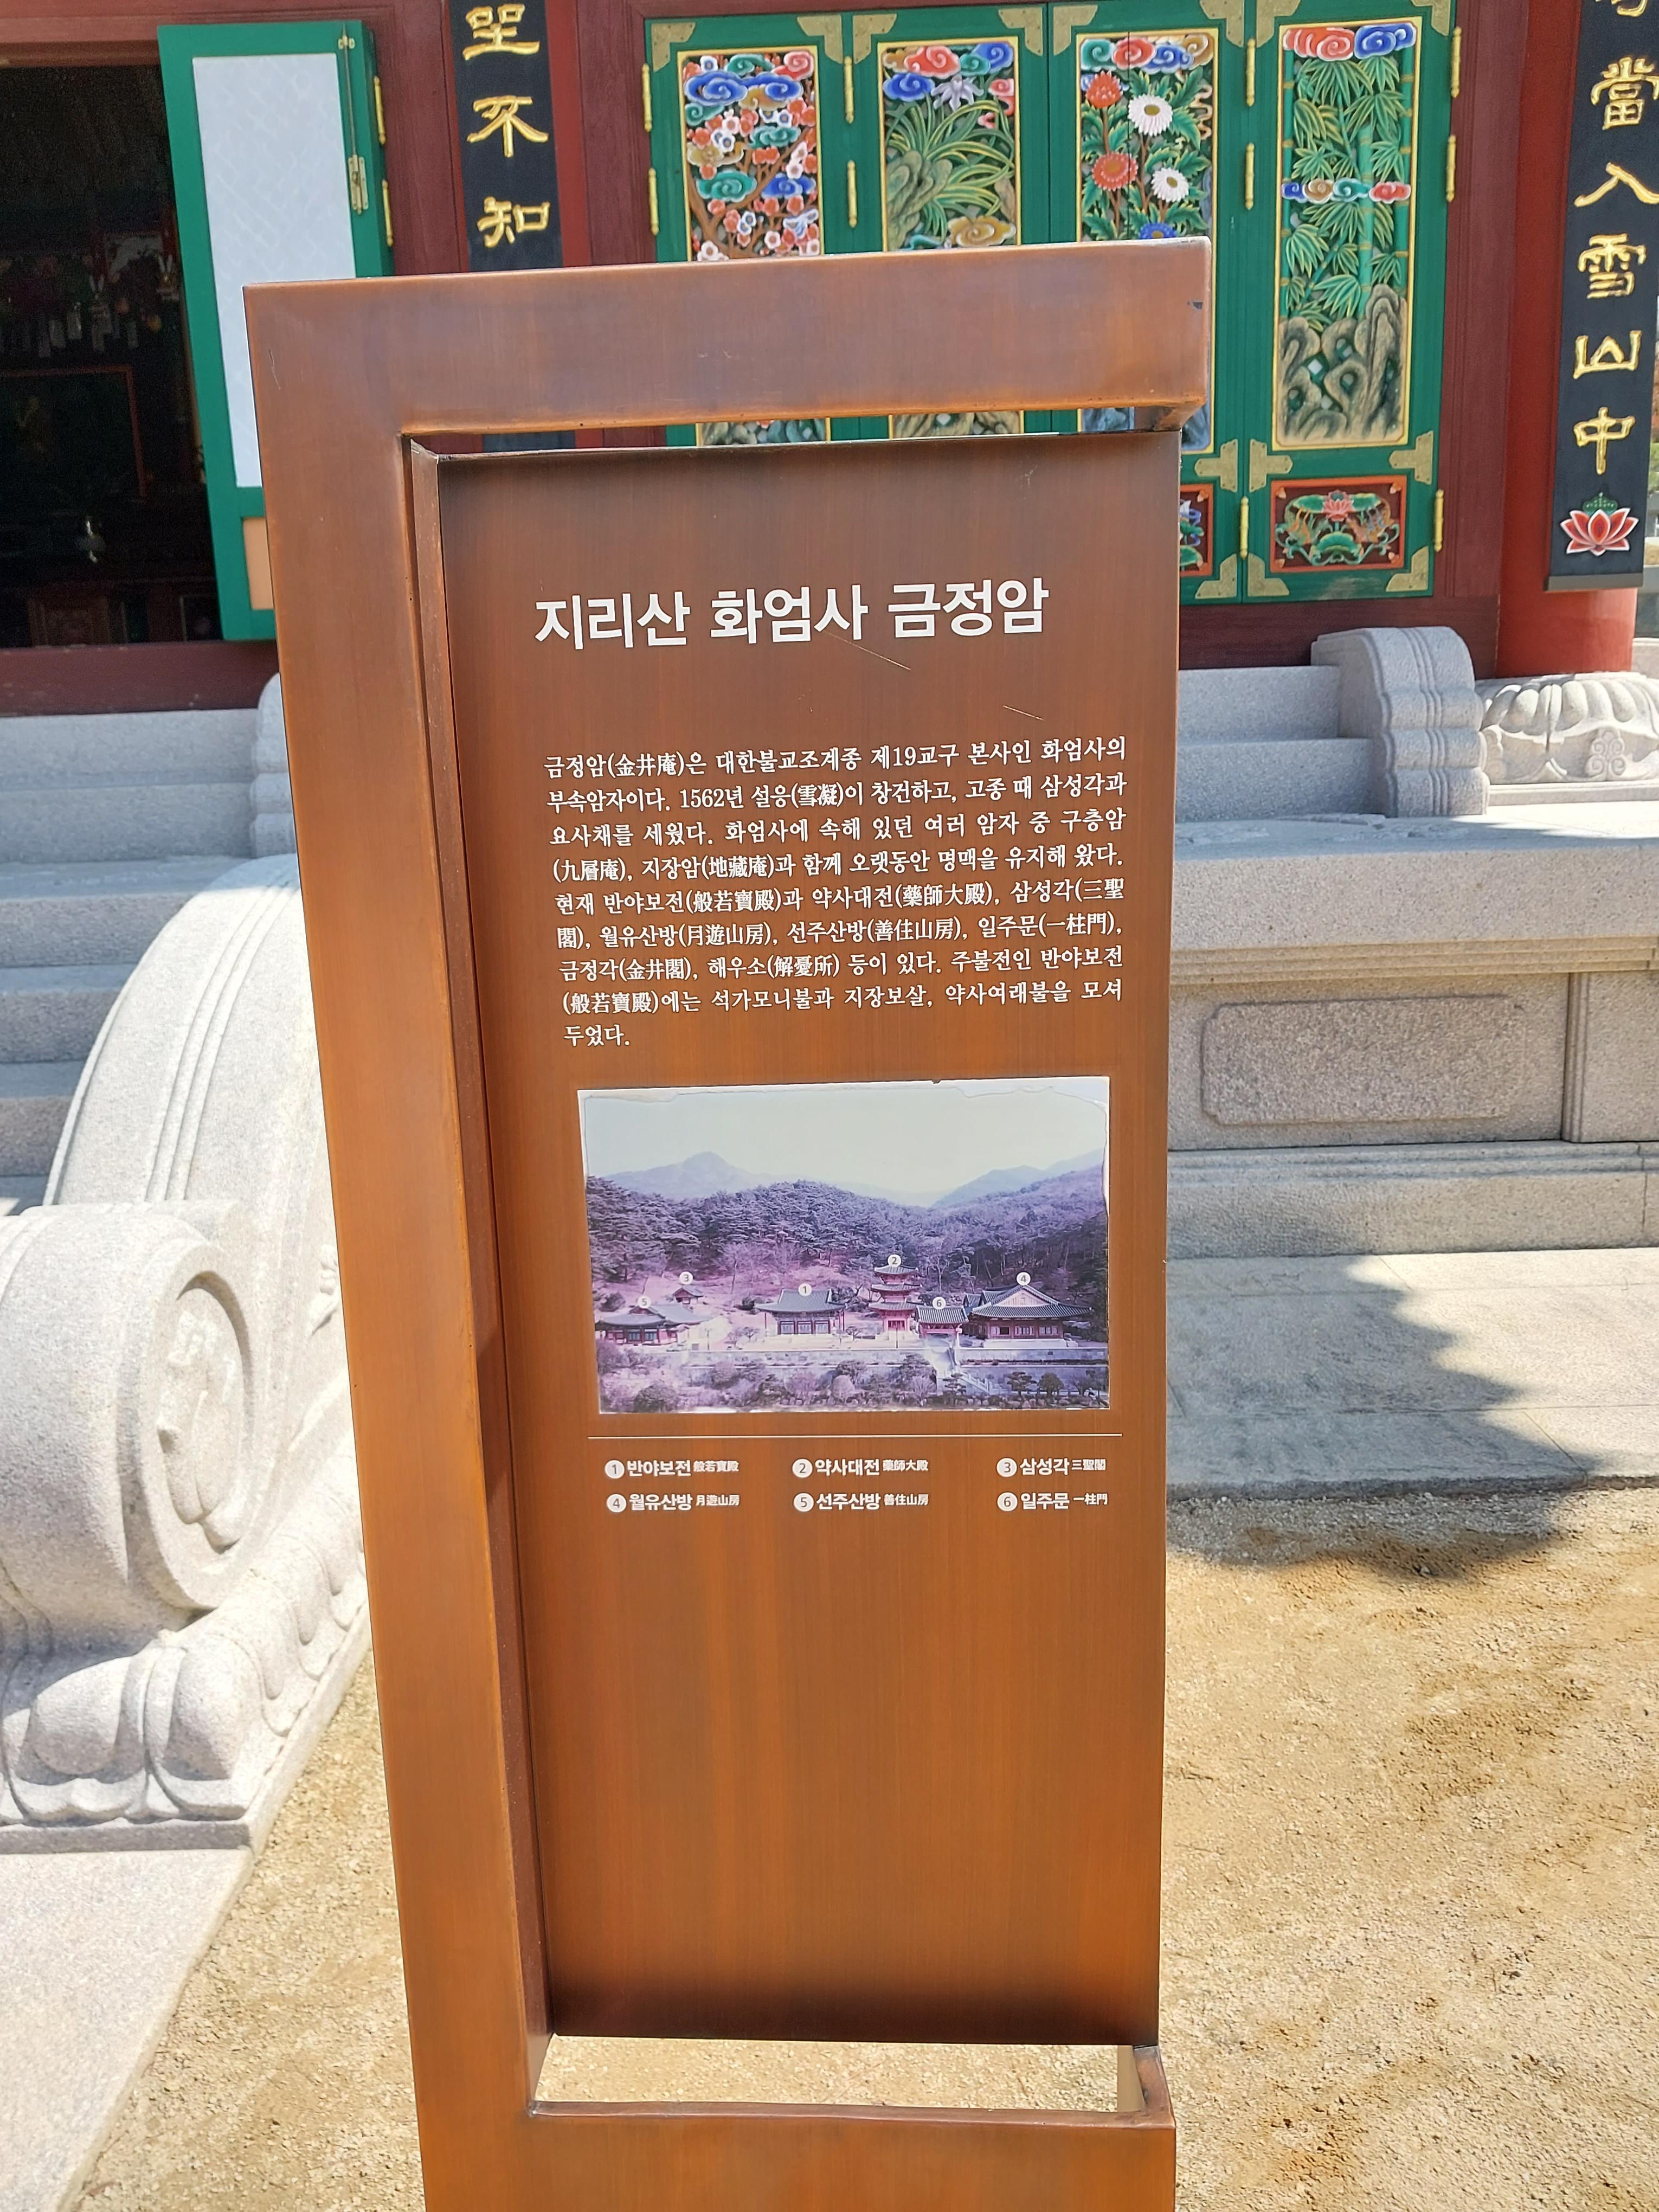 坐不知
當入雪山中
지리산 화엄사 금정암
금정암(金井庵)은 대한불교조계종 제19교구 본사인 화엄사의
부속암자이다. 1562년 설응(雪凝)이 창건하고, 고종 때 삼성각과
요사채를 세웠다. 화엄사에 속해 있던 여러 암자 중 구층암
(九層庵), 지장암(地藏庵)과 함께 오랫동안 명맥을 유지해 왔다.
현재 반야보전(般若寶殿)과 약사대전(藥師大殿), 삼성각(三聖
閣), 월유산방(月遊山房), 선주산방(善住山房), 일주문(一柱門),
금정각(金井閣), 해우소(解憂所) 등이 있다. 주불전인 반야보전
(般若寶殿)에는 석가모니불과 지장보살, 약사여래불을 모셔
두었다.
3
5
1
2
6
4
1 반야보전 般若寶殿 2 약사대전 藥師大殿 3 삼성각 三聖閣
4 월유산방 月遊山房 5 선주산방 善住山房 6 일주문 一柱門